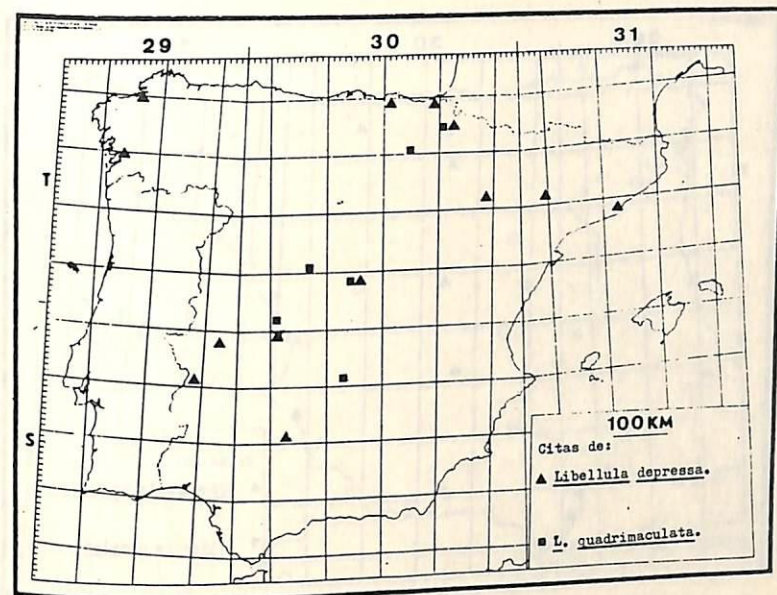 29 30 31
T
S
100KM
Citas de:
▲ Libellula depressa.
■ L. quadrimaculata.